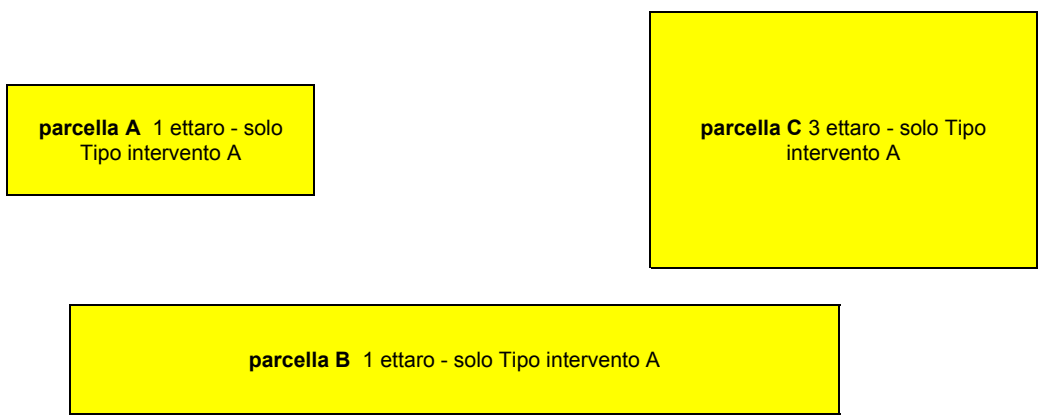 parcella A 1 ettaro - solo
Tipo intervento A
parcella C 3 ettaro - solo Tipo
intervento A
parcella B 1 ettaro - solo Tipo intervento A